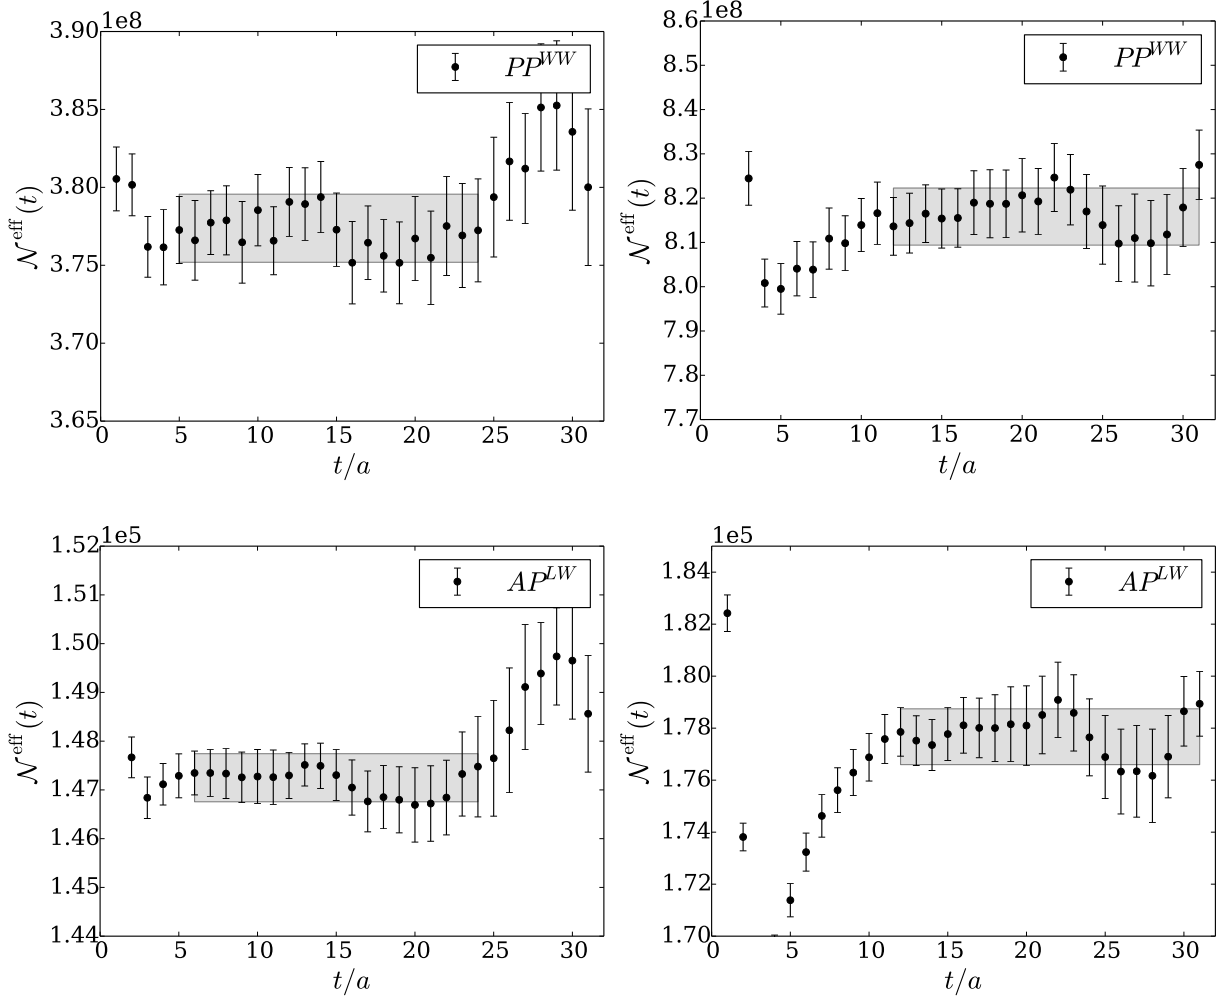 1e8
3.90
3.85
3.80
3.75
3.70
3.65
𝒩^eff (t)
PP^WW
0 5 10 15 20 25 30
t/a
1e8
8.6
8.5
8.4
8.3
8.2
8.1
8.0
7.9
7.8
7.7
𝒩^eff (t)
PP^WW
0 5 10 15 20 25 30
t/a
1e5
1.52
1.51
1.50
1.49
1.48
1.47
1.46
1.45
1.44
𝒩^eff (t)
AP^LW
0 5 10 15 20 25 30
t/a
1e5
1.84
1.82
1.80
1.78
1.76
1.74
1.72
1.70
𝒩^eff (t)
AP^LW
0 5 10 15 20 25 30
t/a